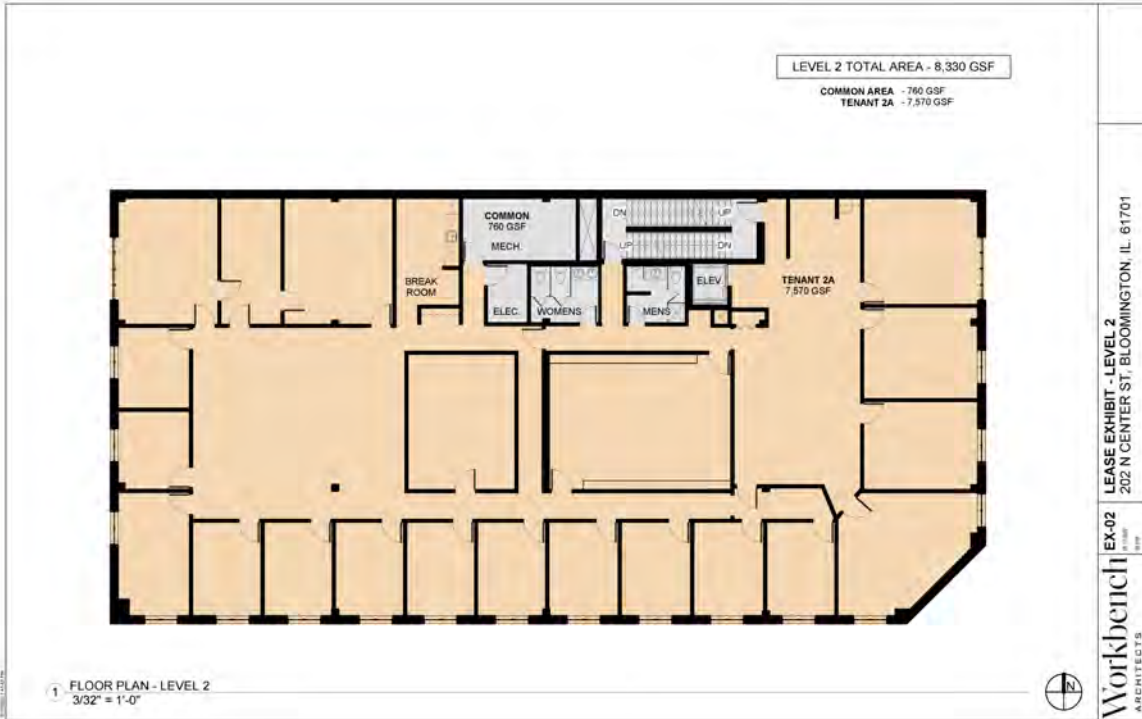 LEVEL 2 TOTAL AREA - 8,330 GSF
COMMON AREA - 760 GSF
TENANT 2A - 7,570 GSF
COMMON
760 GSF
MECH.
DN
UP
UP
DN
BREAK
ROOM
ELEC.
WOMENS
MENS
ELEV
TENANT 2A
7,570 GSF
1
FLOOR PLAN - LEVEL 2
3/32" = 1'-0"
N
LEASE EXHIBIT - LEVEL 2
202 N CENTER ST, BLOOMINGTON, IL. 61701
EX-02
Workbench
ARCHITECTS